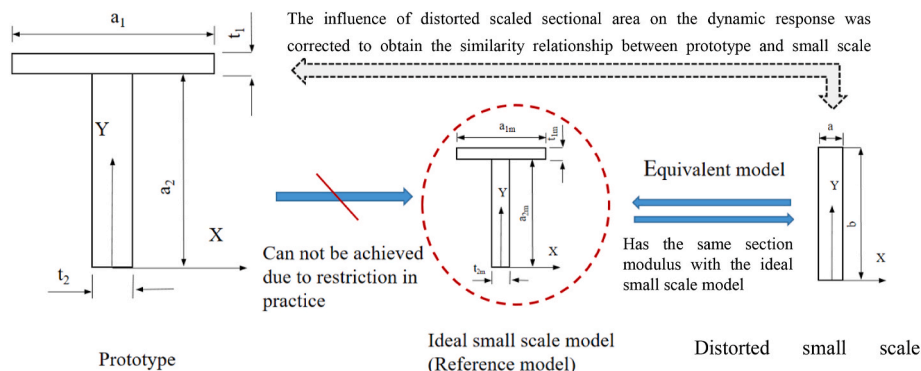 The influence of distorted scaled sectional area on the dynamic response was
corrected to obtain the similarity relationship between prototype and small scale
a1
t1
Y
a2
X
t2
Prototype
Can not be achieved
due to restriction in
practice
a1m
t1m
Y
a2m
X
t2m
Ideal small scale model
(Reference model)
Equivalent model
Has the same section
modulus with the ideal
small scale model
a
Y
b
X
Distorted small scale